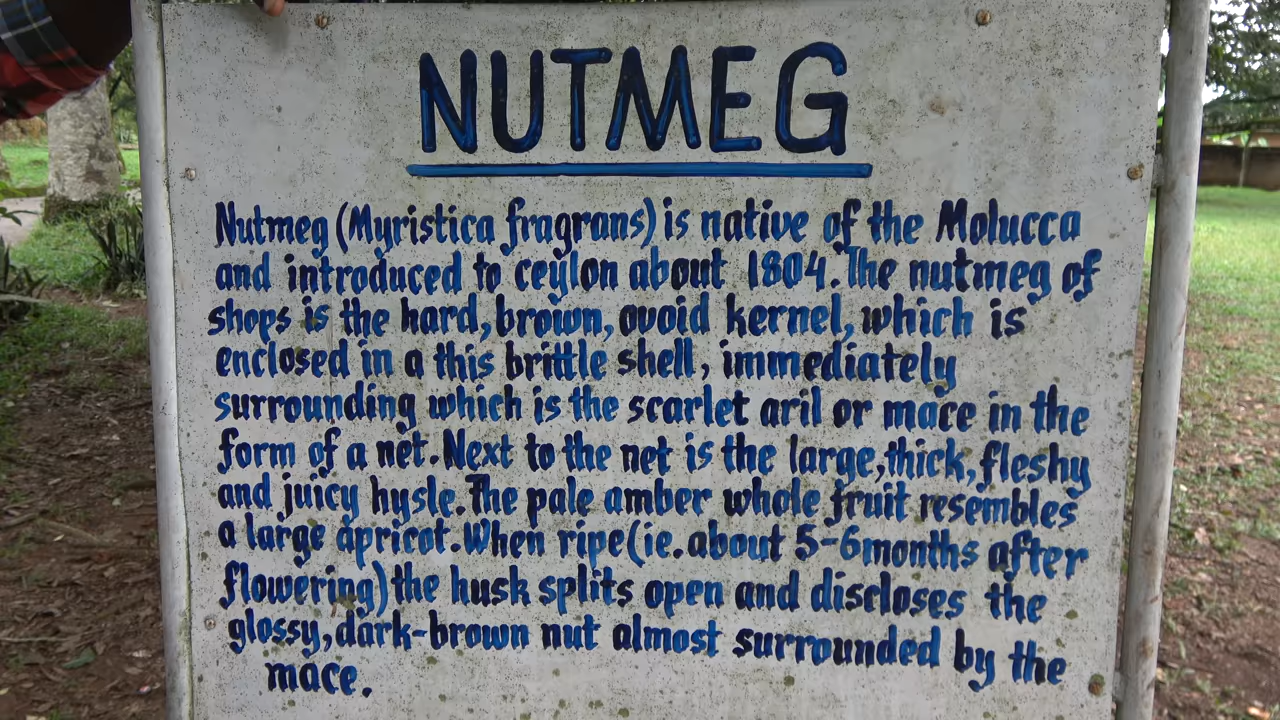 NUTMEG
Nutmeg (Myristica fragrans) is native of the Molucca
and introduced to ceylon about 1804. The nutmeg of
shops is the hard, brown, ovoid kernel, which is
enclosed in a this brittle shell, immediately
surrounding which is the scarlet aril or mace in the
form of a net. Next to the net is the large, thick, fleshy
and juicy hysle. The pale amber whole fruit resembles
a large apricot. When ripe (ie. about 5-6 months after
flowering) the husk splits open and discloses the
glossy, dark-brown nut almost surrounded by the
mace.